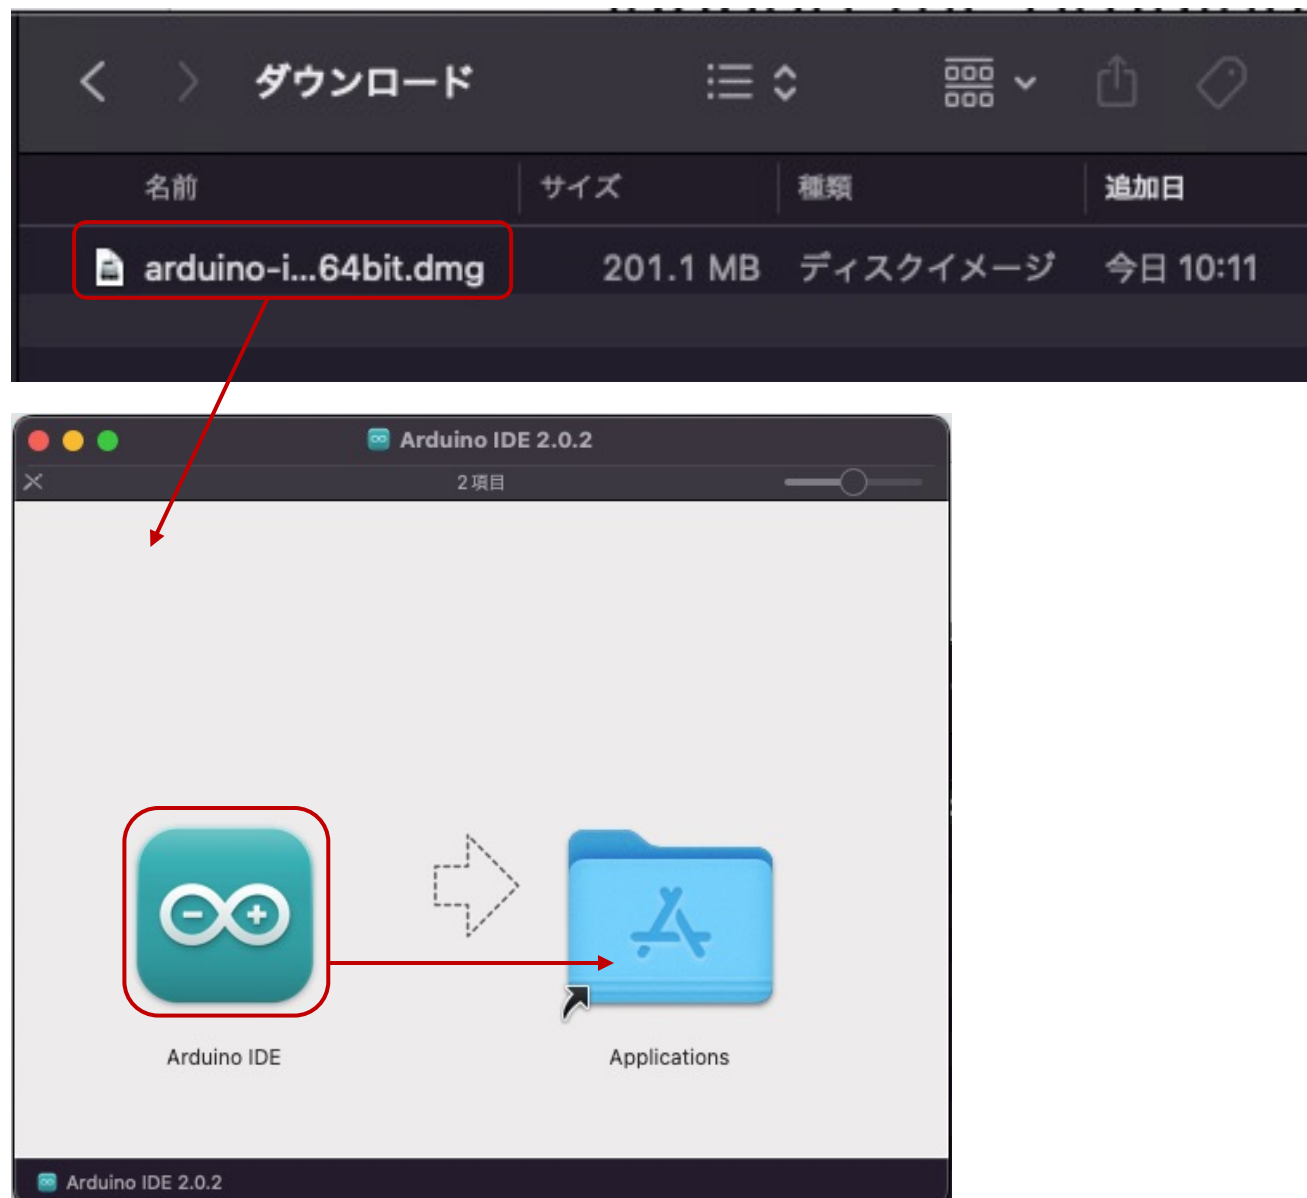 ダウンロード
名前 サイズ 種類 追加日
arduino-i...64bit.dmg 201.1 MB ディスクイメージ 今日 10:11
Arduino IDE 2.0.2
2 項目
Arduino IDE Applications
Arduino IDE 2.0.2